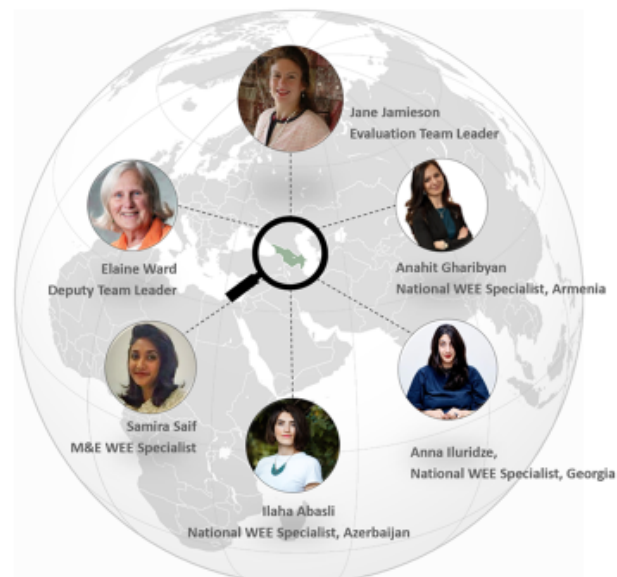 Jane Jamieson
Evaluation Team Leader
Elaine Ward
Deputy Team Leader
Anahit Gharibyan
National WEE Specialist, Armenia
Samira Saif
M&E WEE Specialist
Anna Iluridze,
National WEE Specialist, Georgia
Ilaha Abasli
National WEE Specialist, Azerbaijan